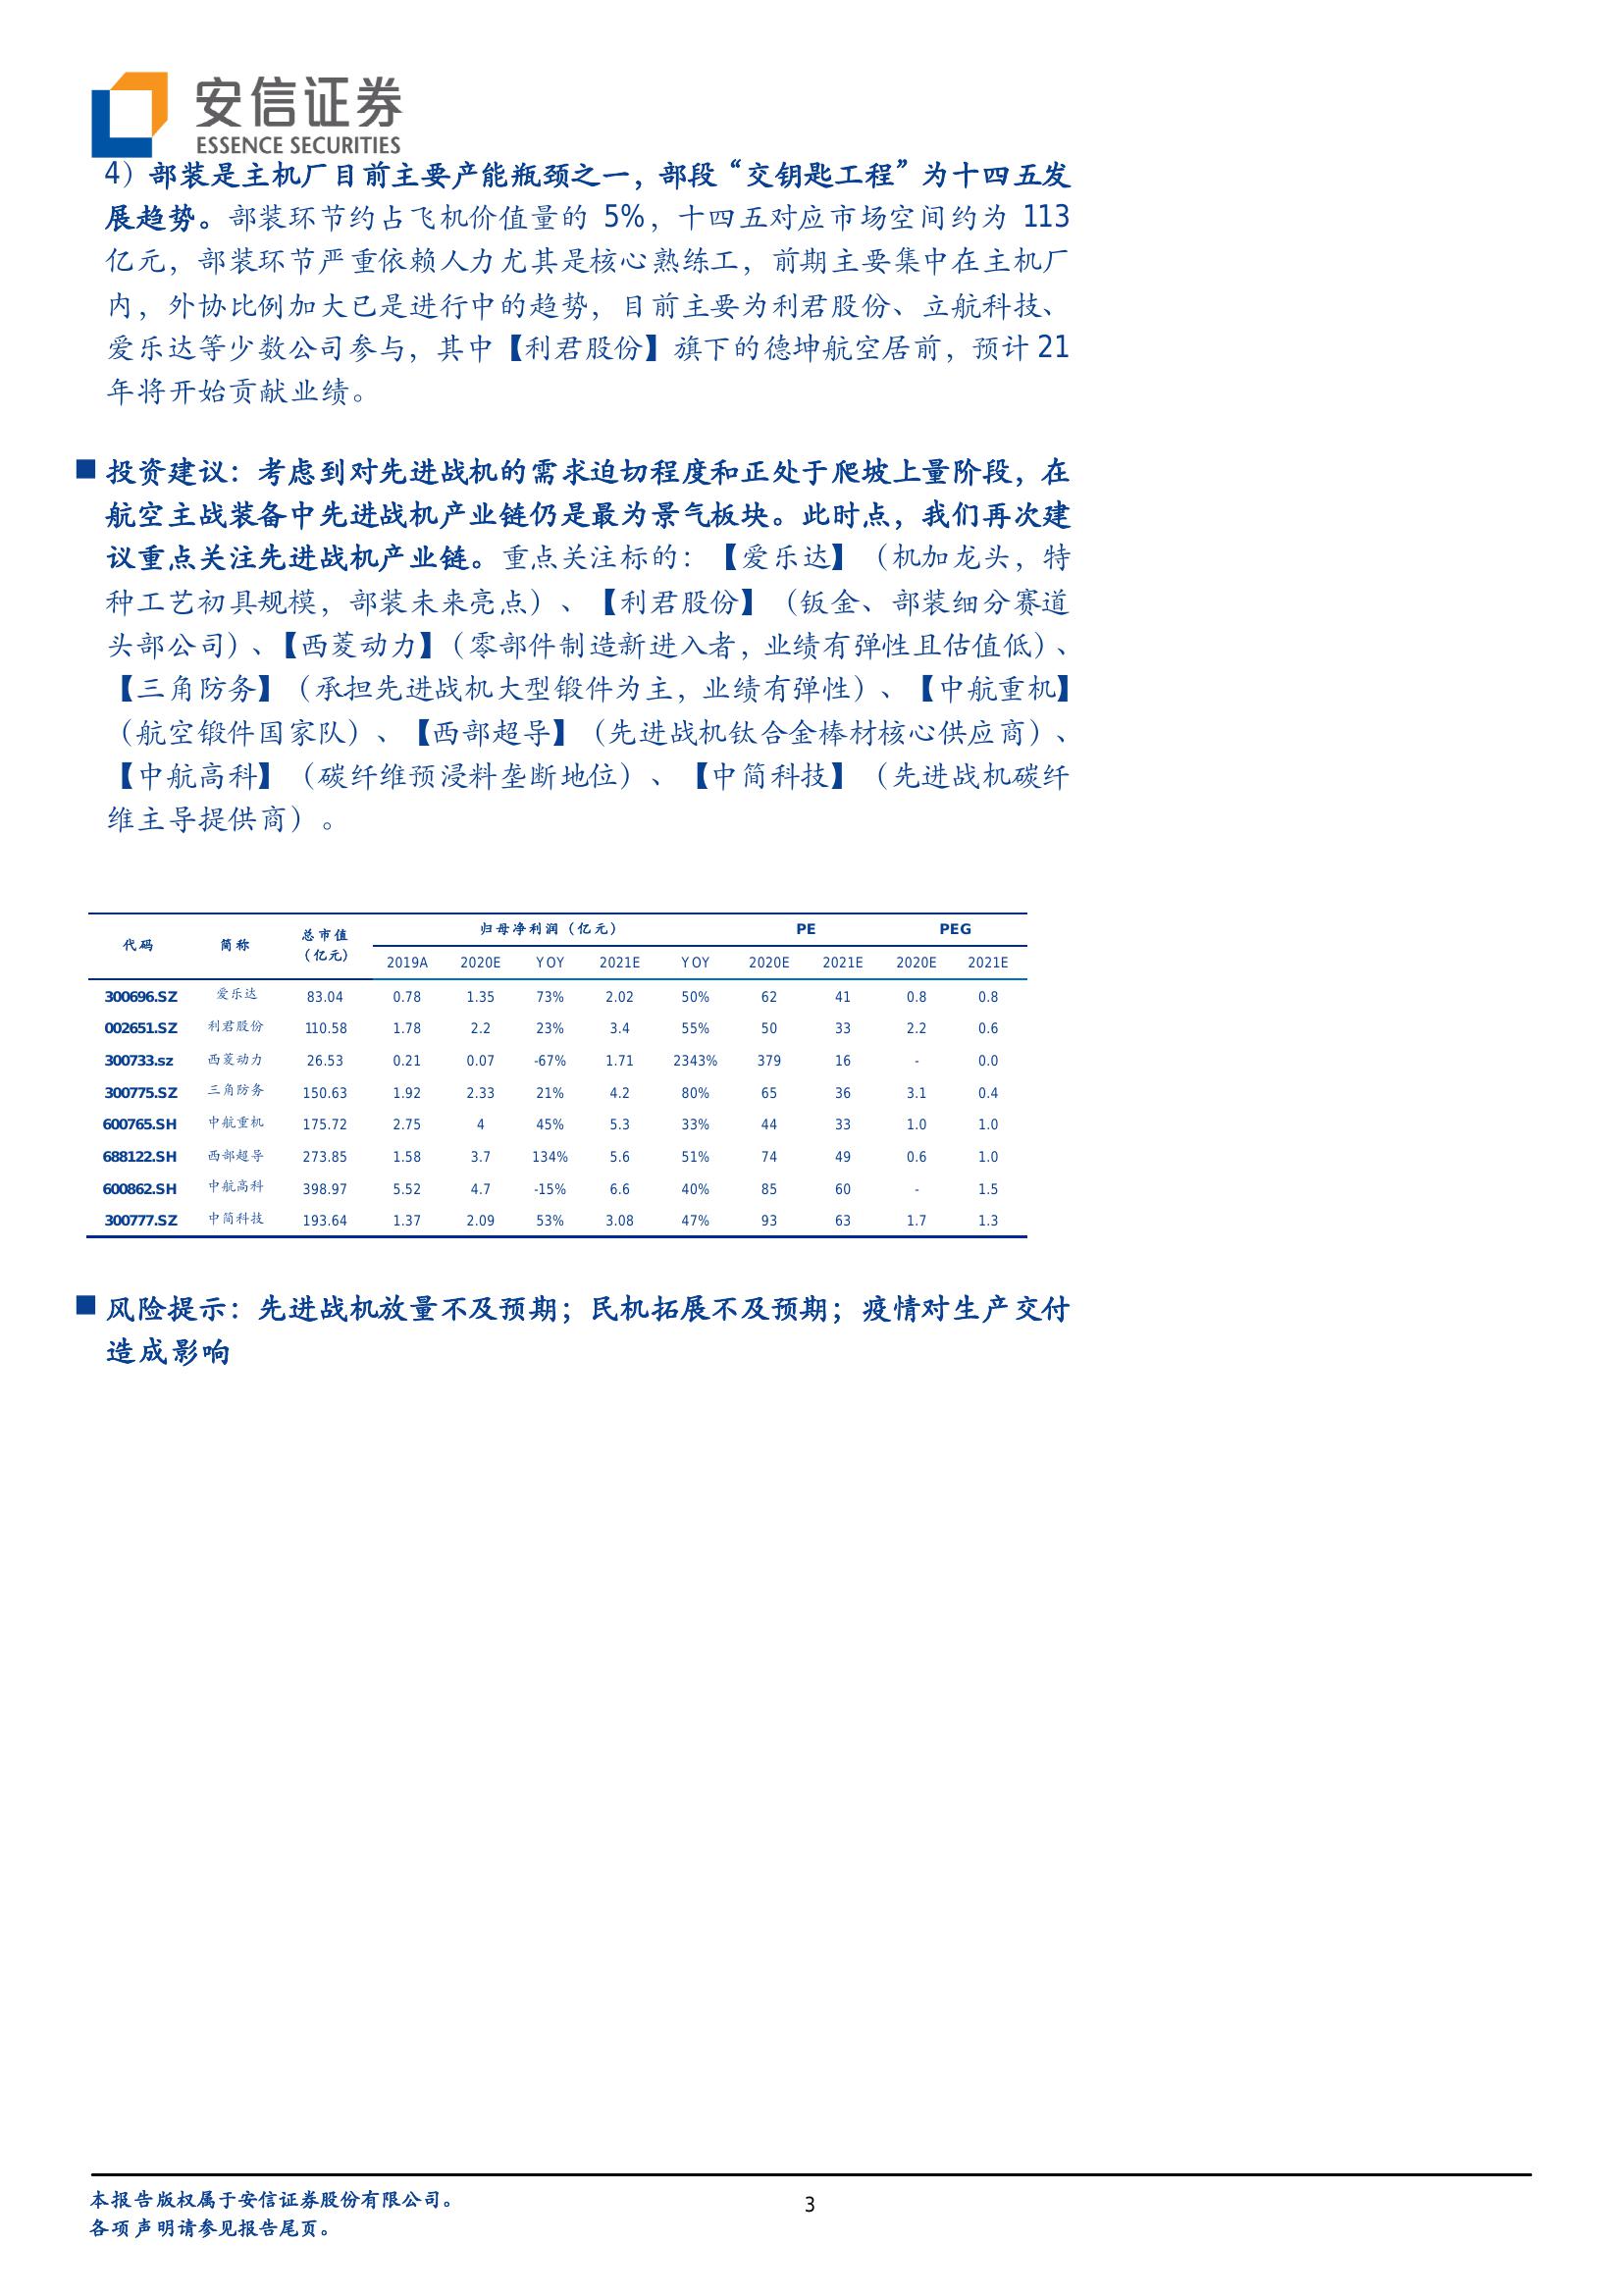 安信证券
ESSENCE SECURITIES
4）部装是主机厂目前主要产能瓶颈之一，部段“交钥匙工程”为十四五发
展趋势。部装环节约占飞机价值量的 5%，十四五对应市场空间约为 113
亿元，部装环节严重依赖人力尤其是核心熟练工，前期主要集中在主机厂
内，外协比例加大已是进行中的趋势，目前主要为利君股份、立航科技、
爱乐达等少数公司参与，其中【利君股份】旗下的德坤航空居前，预计 21
年将开始贡献业绩。
■ 投资建议：考虑到对先进战机的需求迫切程度和正处于爬坡上量阶段，在
航空主战装备中先进战机产业链仍是最为景气板块。此时点，我们再次建
议重点关注先进战机产业链。重点关注标的：【爱乐达】（机加龙头，特
种工艺初具规模，部装未来亮点）、【利君股份】（钣金、部装细分赛道
头部公司）、【西菱动力】（零部件制造新进入者，业绩有弹性且估值低）、
【三角防务】（承担先进战机大型锻件为主，业绩有弹性）、【中航重机】
（航空锻件国家队）、【西部超导】（先进战机钛合金棒材核心供应商）、
【中航高科】（碳纤维预浸料垄断地位）、【中简科技】（先进战机碳纤
维主导提供商）。
代码 简称 总市值（亿元） 归母净利润（亿元） PE PEG
2019A 2020E YOY 2021E YOY 2020E 2021E 2020E 2021E
300696.SZ 爱乐达 83.04 0.78 1.35 73% 2.02 50% 62 41 0.8 0.8
002651.SZ 利君股份 110.58 1.78 2.2 23% 3.4 55% 50 33 2.2 0.6
300733.sz 西菱动力 26.53 0.21 0.07 -67% 1.71 2343% 379 16 - 0.0
300775.SZ 三角防务 150.63 1.92 2.33 21% 4.2 80% 65 36 3.1 0.4
600765.SH 中航重机 175.72 2.75 4 45% 5.3 33% 44 33 1.0 1.0
688122.SH 西部超导 273.85 1.58 3.7 134% 5.6 51% 74 49 0.6 1.0
600862.SH 中航高科 398.97 5.52 4.7 -15% 6.6 40% 85 60 - 1.5
300777.SZ 中简科技 193.64 1.37 2.09 53% 3.08 47% 93 63 1.7 1.3
■ 风险提示：先进战机放量不及预期；民机拓展不及预期；疫情对生产交付
造成影响
本报告版权属于安信证券股份有限公司。
各项声明请参见报告尾页。
3